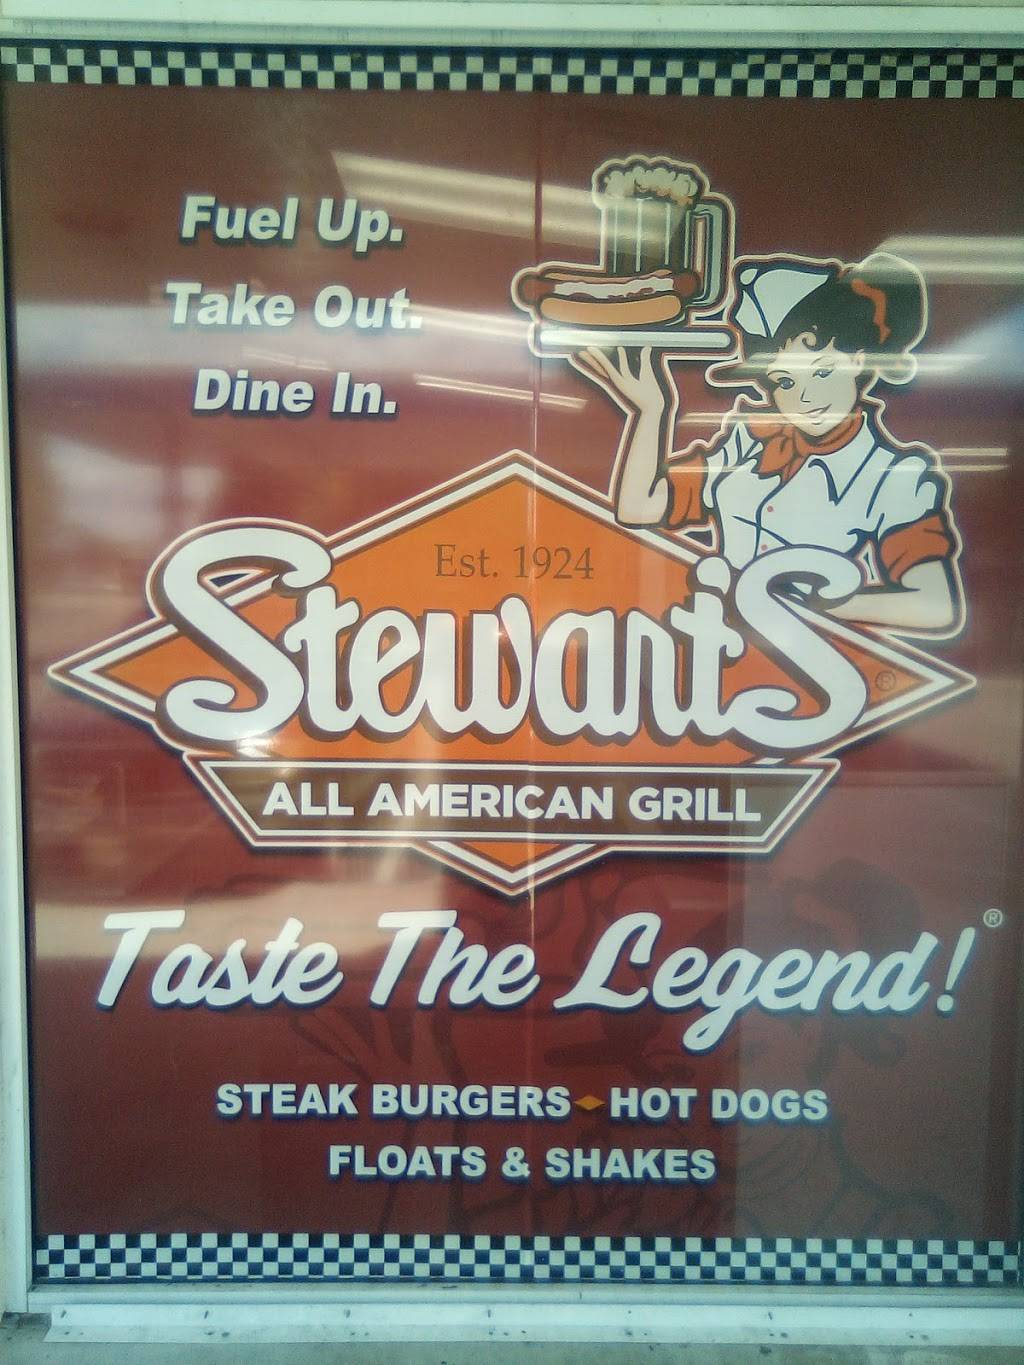 Fuel Up.
Take Out.
Dine In.
Est. 1924
Stewart's ®
ALL AMERICAN GRILL
Taste The Legend! ®
STEAK BURGERS HOT DOGS
FLOATS & SHAKES